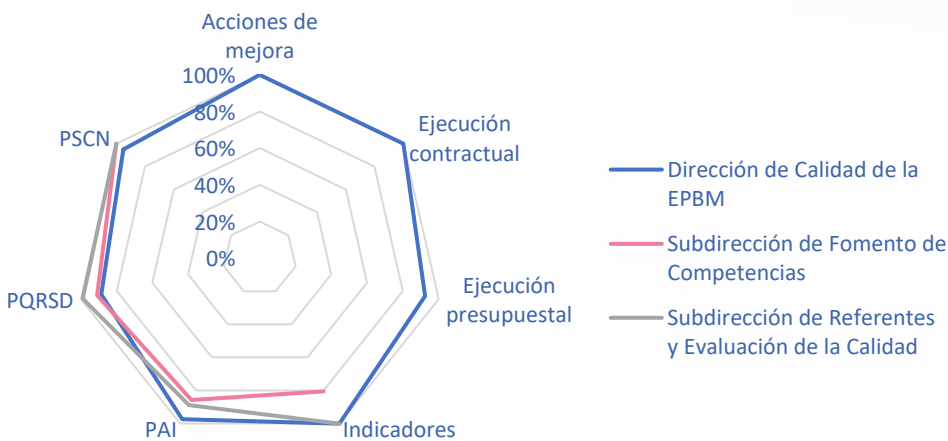 Acciones de
mejora
100%
80%
60%
40%
20%
0%
Ejecución
contractual
Ejecución
presupuestal
Indicadores
PAI
PQRSD
PSCN
Dirección de Calidad de la
EPBM
Subdirección de Fomento de
Competencias
Subdirección de Referentes
y Evaluación de la Calidad